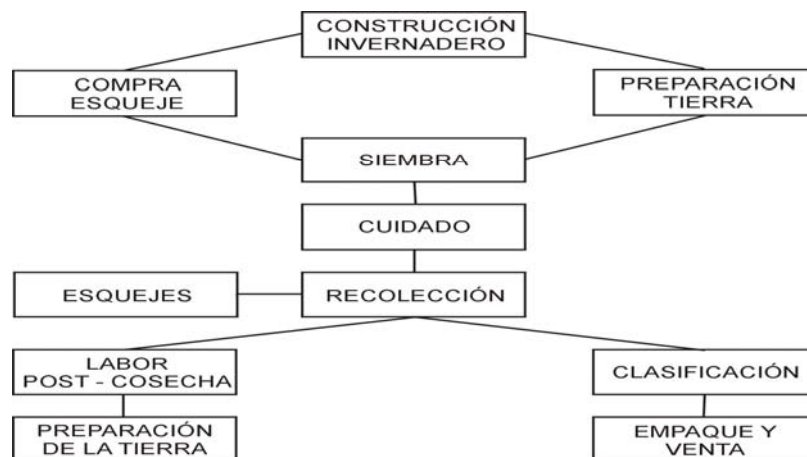 CONSTRUCCIÓN
INVERNADERO
COMPRA
ESQUEJE
PREPARACIÓN
TIERRA
SIEMBRA
CUIDADO
ESQUEJES
RECOLECCIÓN
LABOR
POST - COSECHA
CLASIFICACIÓN
PREPARACIÓN
DE LA TIERRA
EMPAQUE Y
VENTA